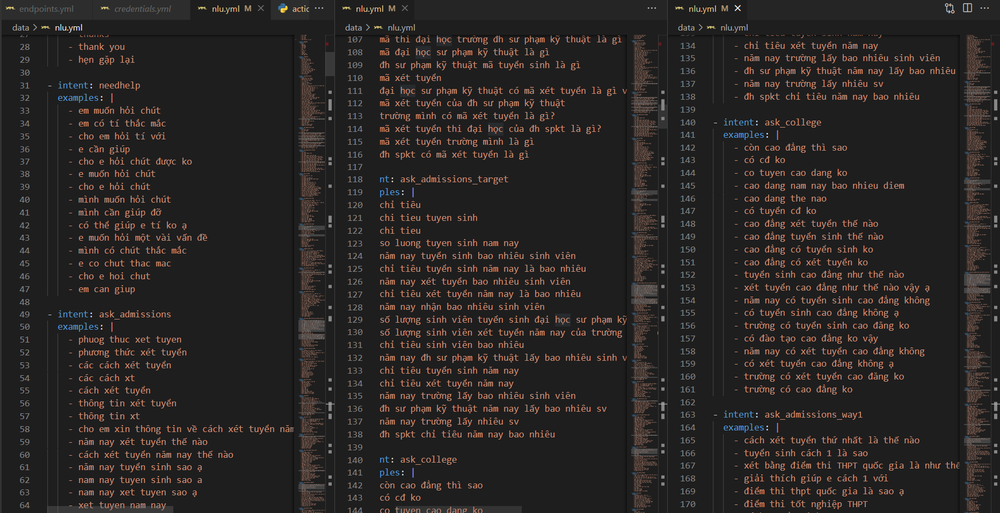 endpoints.yml
credentials.yml
nlu.yml M
actic
data > nlu.yml
27 - thanks
28 - thank you
29 - hẹn gặp lại
30
31 - intent: needhelp
32 examples: |
33 - em muốn hỏi chút
34 - em có tí thắc mắc
35 - cho em hỏi tí với
36 - e cần giúp
37 - cho e hỏi chút được ko
38 - e muốn hỏi chút
39 - cho e hỏi chút
40 - mình muốn hỏi chút
41 - mình cần giúp đỡ
42 - có thể giúp e tí ko ạ
43 - e muốn hỏi một vài vấn đề
44 - mình có chút thắc mắc
45 - e co chut thac mac
46 - cho e hoi chut
47 - em can giup
48
49 - intent: ask_admissions
50 examples: |
51 - phuog thuc xet tuyen
52 - phương thức xét tuyển
53 - các cách xét tuyển
54 - các cách xt
55 - cách xét tuyển
56 - thông tin xét tuyển
57 - thông tin xt
58 - cho em xin thông tin về cách xét tuyển năm
59 - năm nay xét tuyển thế nào
60 - cách xét tuyển năm nay thế nào
61 - năm nay tuyển sinh sao ạ
62 - nam nay tuyen sinh sao ạ
63 - nam nay xet tuyen sao ạ
64 - xet tuyen nam nay
nlu.yml M
data > nlu.yml
107 mã thi đại học trường đh sư phạm kỹ thuật là gì
108 mã đại học sư phạm kỹ thuật là gì
109 đh sư phạm kỹ thuật mã tuyển sinh là gì
110 mã xét tuyển
111 đại học sư phạm kỹ thuật có mã xét tuyển là gì v
112 mã xét tuyển của đh sư phạm kỹ thuật
113 trường mình có mã xét tuyển là gì?
114 mã xét tuyển thi đại học của đh spkt là gì?
115 mã xét tuyển trường mình là gì
116 đh spkt có mã xét tuyển là gì
117
118 nt: ask_admissions_target
119 ples: |
120 chỉ tiêu
121 chi tieu tuyen sinh
122 chi tieu
123 so luong tuyen sinh nam nay
124 năm nay tuyển sinh bao nhiêu sinh viên
125 chỉ tiêu tuyển sinh năm nay là bao nhiêu
126 năm nay xét tuyển bao nhiêu sinh viên
127 chỉ tiêu xét tuyển năm nay là bao nhiêu
128 năm nay nhận bao nhiêu sinh viên
129 số lượng sinh viên tuyển sinh đại học sư phạm kỹ
130 số lượng sinh viên xét tuyển năm nay của trường
131 chỉ tiêu sinh viên bao nhiêu
132 năm nay đh sư phạm kỹ thuật lấy bao nhiêu sinh v
133 chỉ tiêu tuyển sinh năm nay
134 chỉ tiêu xét tuyển năm nay
135 năm nay trường lấy bao nhiêu sinh viên
136 đh sư phạm kỹ thuật năm nay lấy bao nhiêu sv
137 năm nay trường lấy nhiêu sv
138 đh spkt chỉ tiêu năm nay bao nhiêu
139
140 nt: ask_college
141 ples: |
142 còn cao đẳng thì sao
143 có cđ ko
144 co tuyen cao dang ko
nlu.yml M
data > nlu.yml
133 - chỉ tiêu tuyển sinh năm nay
134 - chỉ tiêu xét tuyển năm nay
135 - năm nay trường lấy bao nhiêu sinh viên
136 - đh sư phạm kỹ thuật năm nay lấy bao nhiêu
137 - năm nay trường lấy nhiêu sv
138 - đh spkt chỉ tiêu năm nay bao nhiêu
139
140 - intent: ask_college
141 examples: |
142 - còn cao đẳng thì sao
143 - có cđ ko
144 - co tuyen cao dang ko
145 - cao dang nam nay bao nhieu diem
146 - cao dang the nao
147 - có tuyển cđ ko
148 - cao đẳng xét tuyển thế nào
149 - cao đẳng tuyển sinh thế nào
150 - cao đẳng có tuyển sinh ko
151 - cao đẳng có xét tuyển ko
152 - tuyển sinh cao đẳng như thế nào
153 - xét tuyển cao đẳng như thế nào vậy ạ
154 - năm nay có tuyển sinh cao đẳng không
155 - có tuyển sinh cao đẳng không ạ
156 - trường có tuyển sinh cao đăng ko
157 - có đào tạo cao đẳng ko vậy
158 - năm nay có xét tuyển cao đẳng không
159 - có xét tuyển cao đẳng không ạ
160 - trường có xét tuyển cao đăng ko
161 - trường có cao đẳng ko
162
163 - intent: ask_admissions_way1
164 examples: |
165 - cách xét tuyển thứ nhất là thế nào
166 - tuyển sinh cách 1 là sao
167 - xét bằng điểm thi THPT quốc gia là như thế
168 - giải thích giúp e cách 1 với
169 - điểm thi thpt quốc gia là sao ạ
170 - điểm thi tốt nghiệp THPT